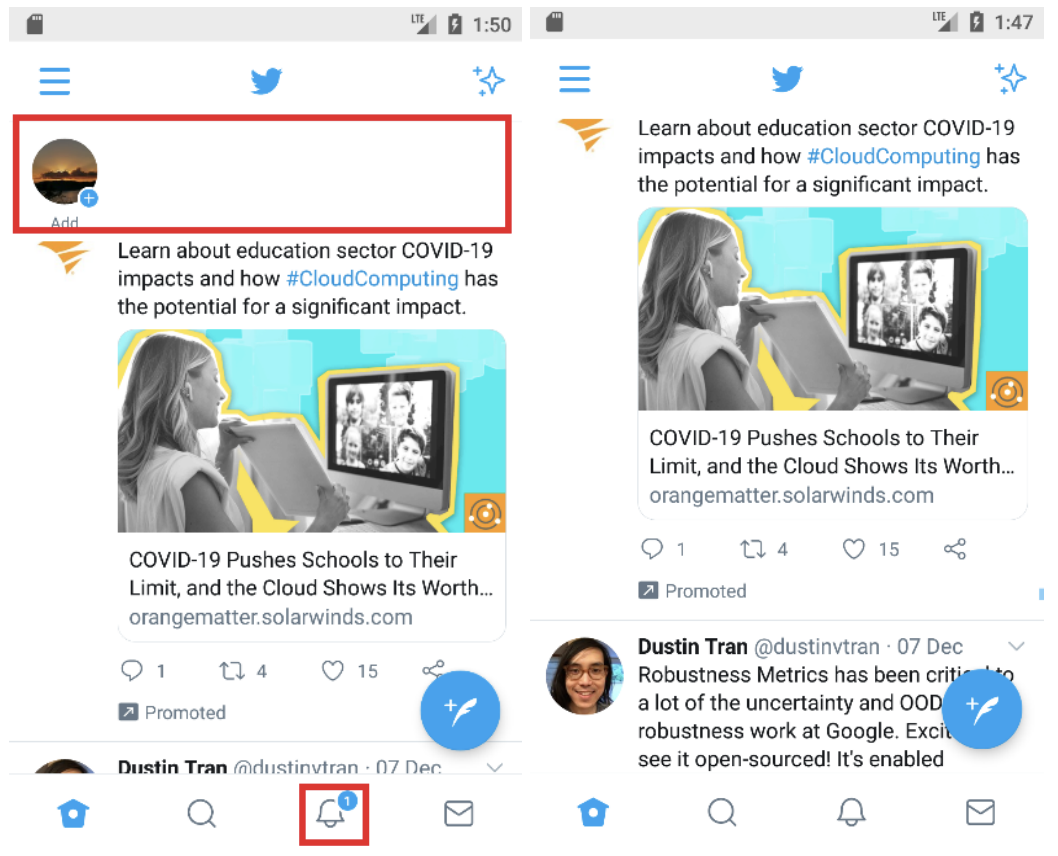 LTE 1:50
Add
Learn about education sector COVID-19
impacts and how #CloudComputing has
the potential for a significant impact.
COVID-19 Pushes Schools to Their
Limit, and the Cloud Shows Its Worth...
orangematter.solarwinds.com
1 4 15
Promoted
Dustin Tran @dustinvtran · 07 Dec
1
LTE 1:47
Learn about education sector COVID-19
impacts and how #CloudComputing has
the potential for a significant impact.
COVID-19 Pushes Schools to Their
Limit, and the Cloud Shows Its Worth...
orangematter.solarwinds.com
1 4 15
Promoted
Dustin Tran @dustinvtran · 07 Dec
Robustness Metrics has been critical to
a lot of the uncertainty and OOD
robustness work at Google. Excit
see it open-sourced! It's enabled